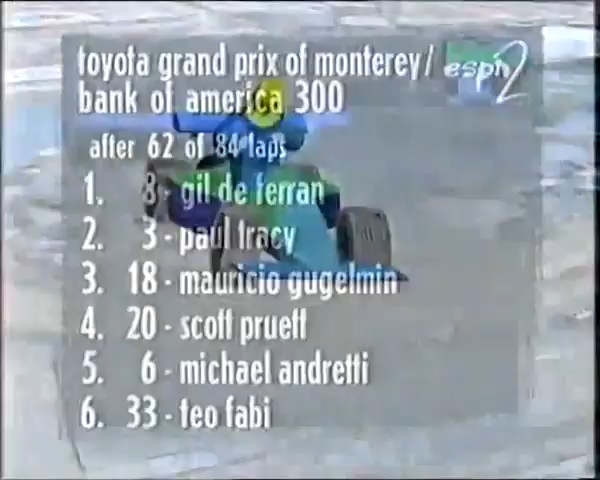 toyota grand prix of monterey/ espn2
bank of america 300
after 62 of 84 laps
1. 8 - gil de ferran
2. 3 - paul tracy
3. 18 - mauricio gugelmin
4. 20 - scott pruett
5. 6 - michael andretti
6. 33 - teo fabi